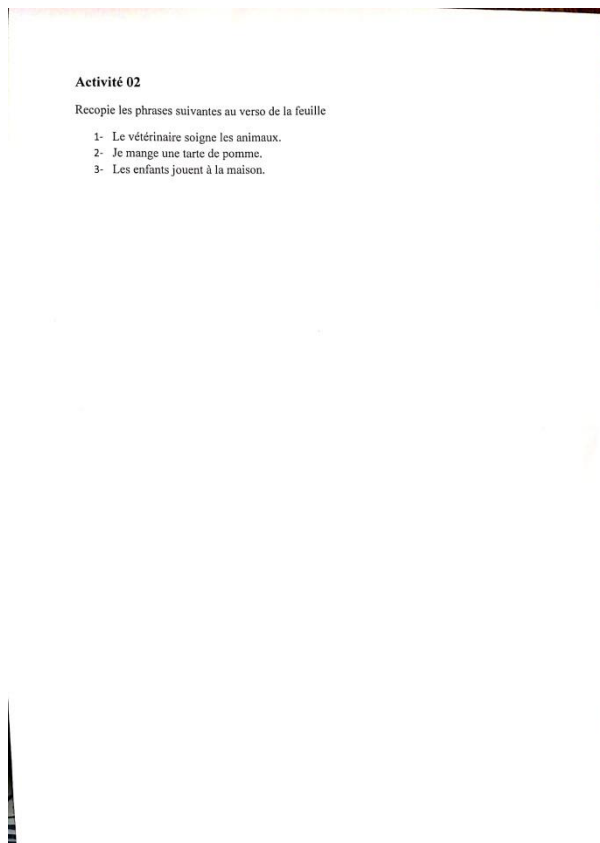 Activité 02
Recopie les phrases suivantes au verso de la feuille
1- Le vétérinaire soigne les animaux.
2- Je mange une tarte de pomme.
3- Les enfants jouent à la maison.